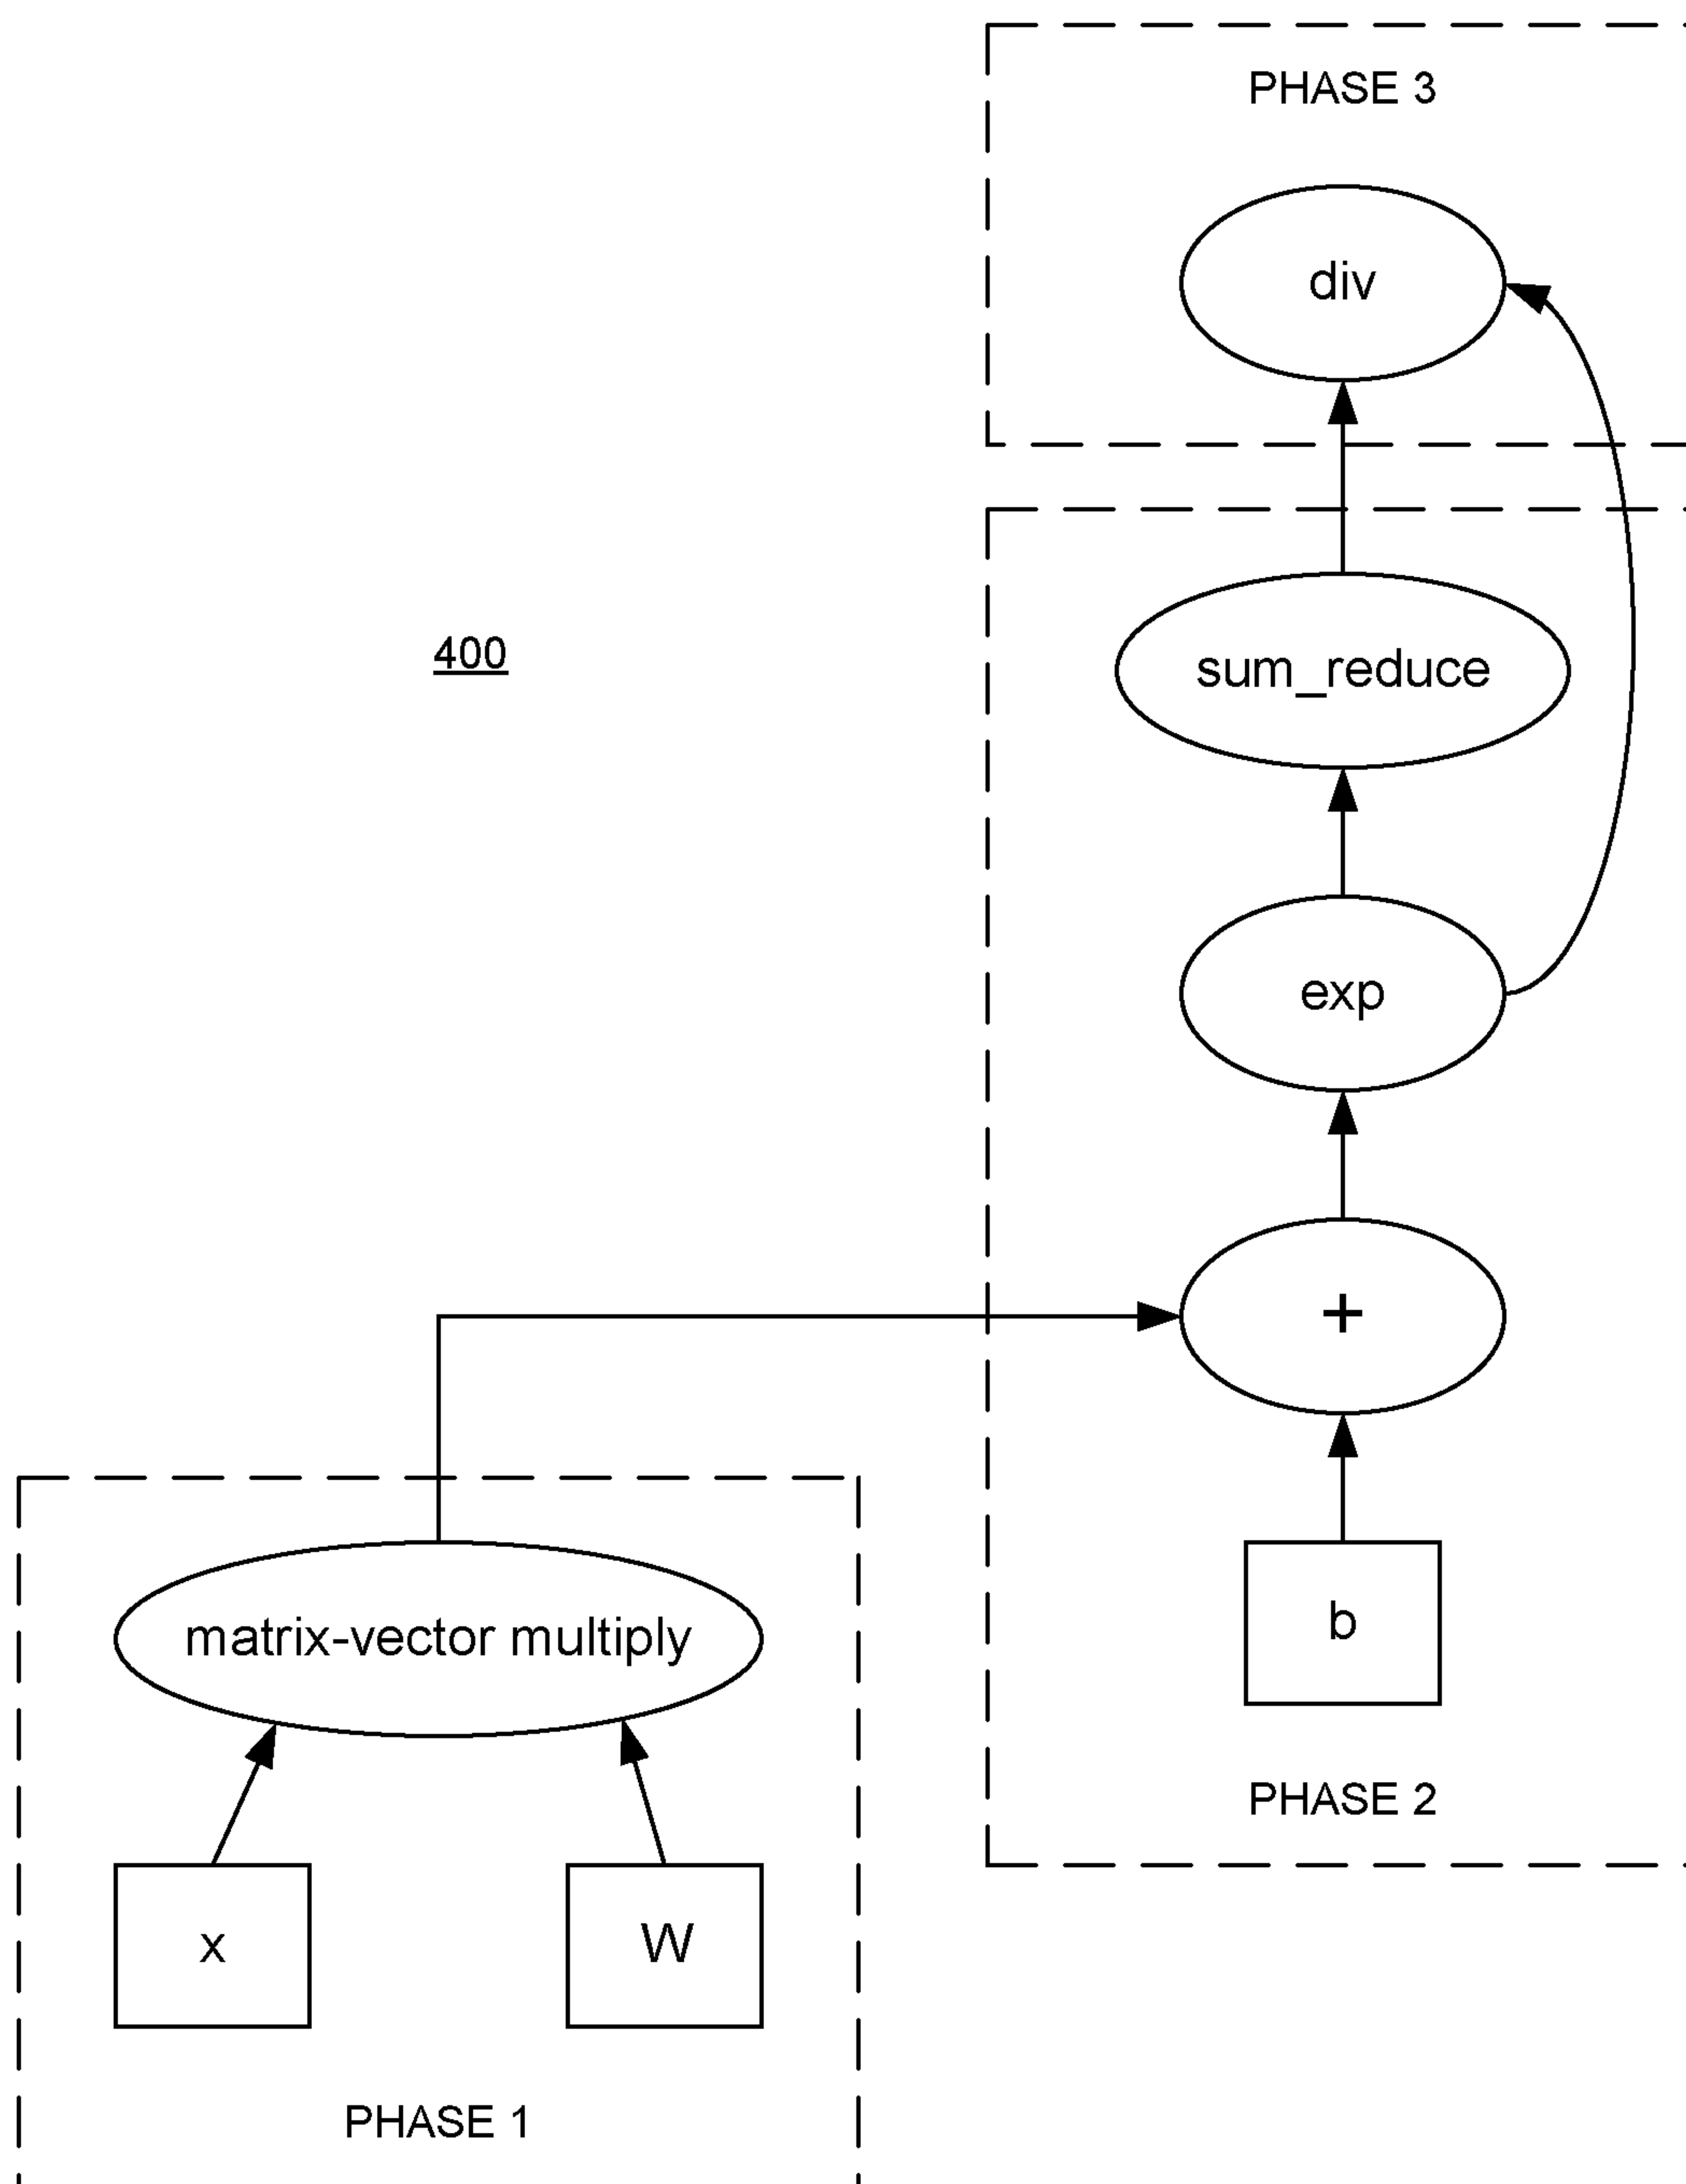 PHASE 3
div
400
sum_reduce
exp
+
matrix-vector multiply
b
PHASE 2
x
W
PHASE 1